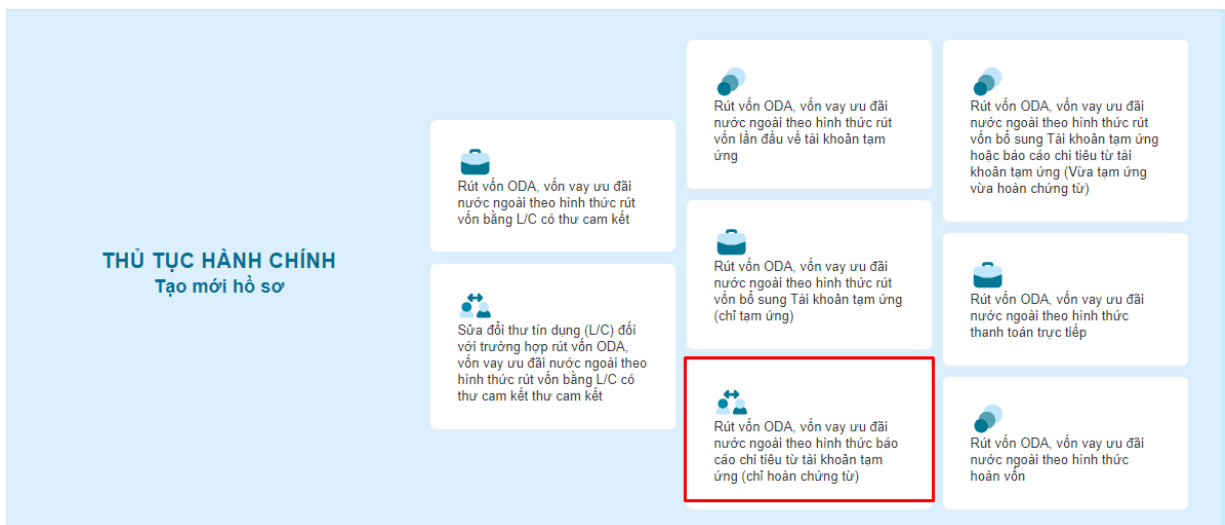 THỦ TỤC HÀNH CHÍNH
Tạo mới hồ sơ
Rút vốn ODA, vốn vay ưu đãi
nước ngoài theo hình thức rút
vốn bằng L/C có thư cam kết
Sửa đổi thư tín dụng (L/C) đối
với trường hợp rút vốn ODA,
vốn vay ưu đãi nước ngoài theo
hình thức rút vốn bằng L/C có
thư cam kết thư cam kết
Rút vốn ODA, vốn vay ưu đãi
nước ngoài theo hình thức rút
vốn lần đầu về tài khoản tạm
ứng
Rút vốn ODA, vốn vay ưu đãi
nước ngoài theo hình thức rút
vốn bổ sung Tài khoản tạm ứng
(chỉ tạm ứng)
Rút vốn ODA, vốn vay ưu đãi
nước ngoài theo hình thức báo
cáo chi tiêu từ tài khoản tạm
ứng (chỉ hoàn chứng từ)
Rút vốn ODA, vốn vay ưu đãi
nước ngoài theo hình thức rút
vốn bổ sung Tài khoản tạm ứng
hoặc báo cáo chi tiêu từ tài
khoản tạm ứng (Vừa tạm ứng
vừa hoàn chứng từ)
Rút vốn ODA, vốn vay ưu đãi
nước ngoài theo hình thức
thanh toán trực tiếp
Rút vốn ODA, vốn vay ưu đãi
nước ngoài theo hình thức
hoàn vốn